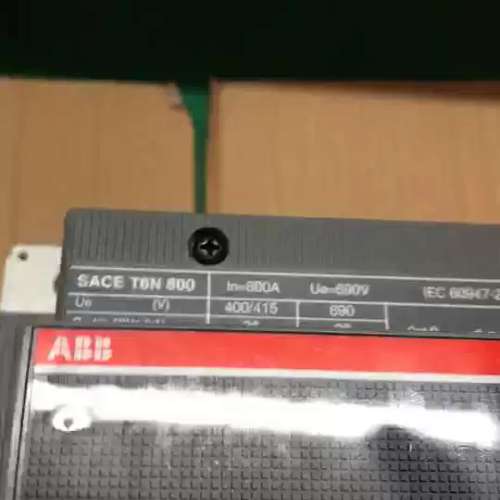 SACE T6N 800 In=800A Ue=690V IEC 60947-2
Ue (V) 400/415 690
ABB